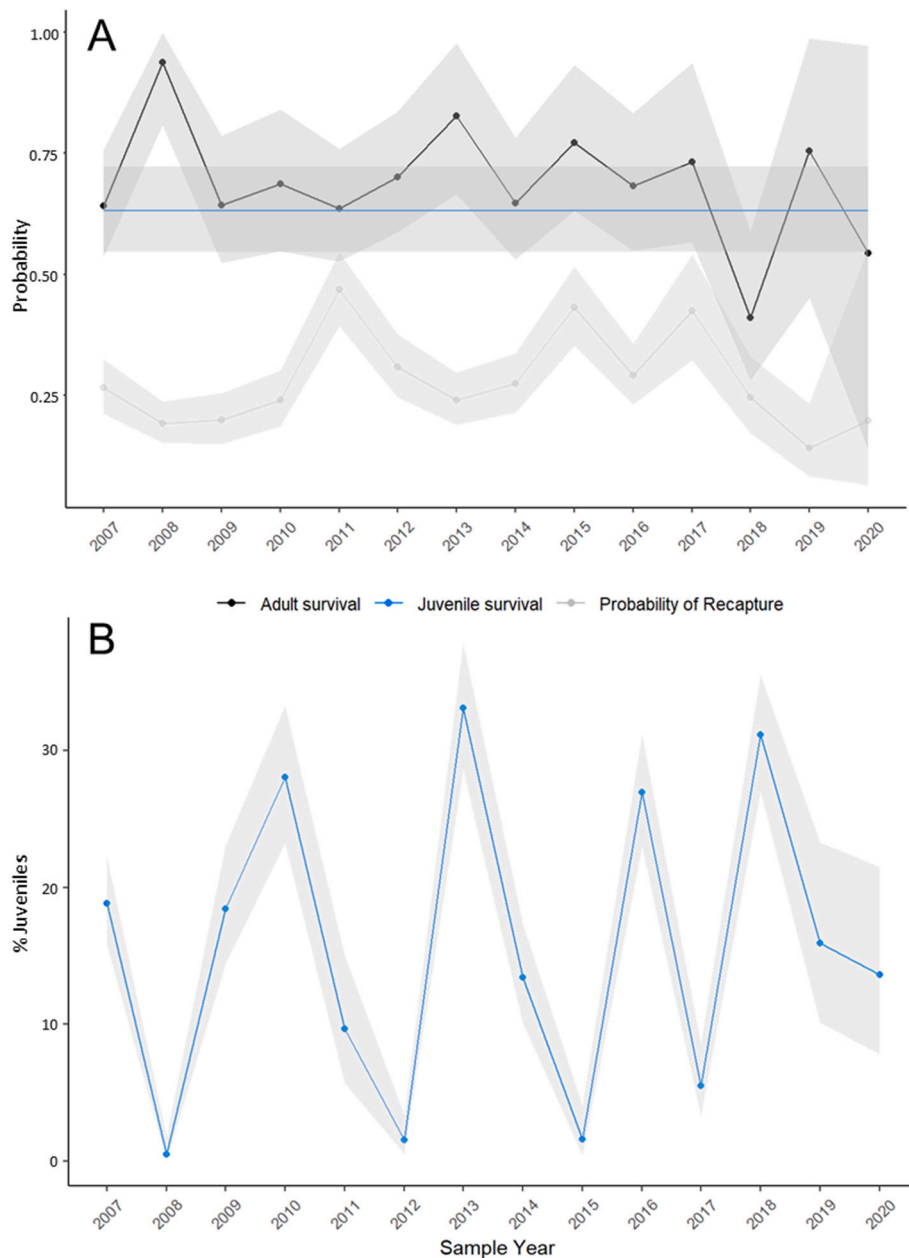 A
1.00
0.75
0.50
0.25
Probability
2007 2008 2009 2010 2011 2012 2013 2014 2015 2016 2017 2018 2019 2020
Adult survival Juvenile survival Probability of Recapture
B
30
20
10
0
% Juveniles
2007 2008 2009 2010 2011 2012 2013 2014 2015 2016 2017 2018 2019 2020
Sample Year